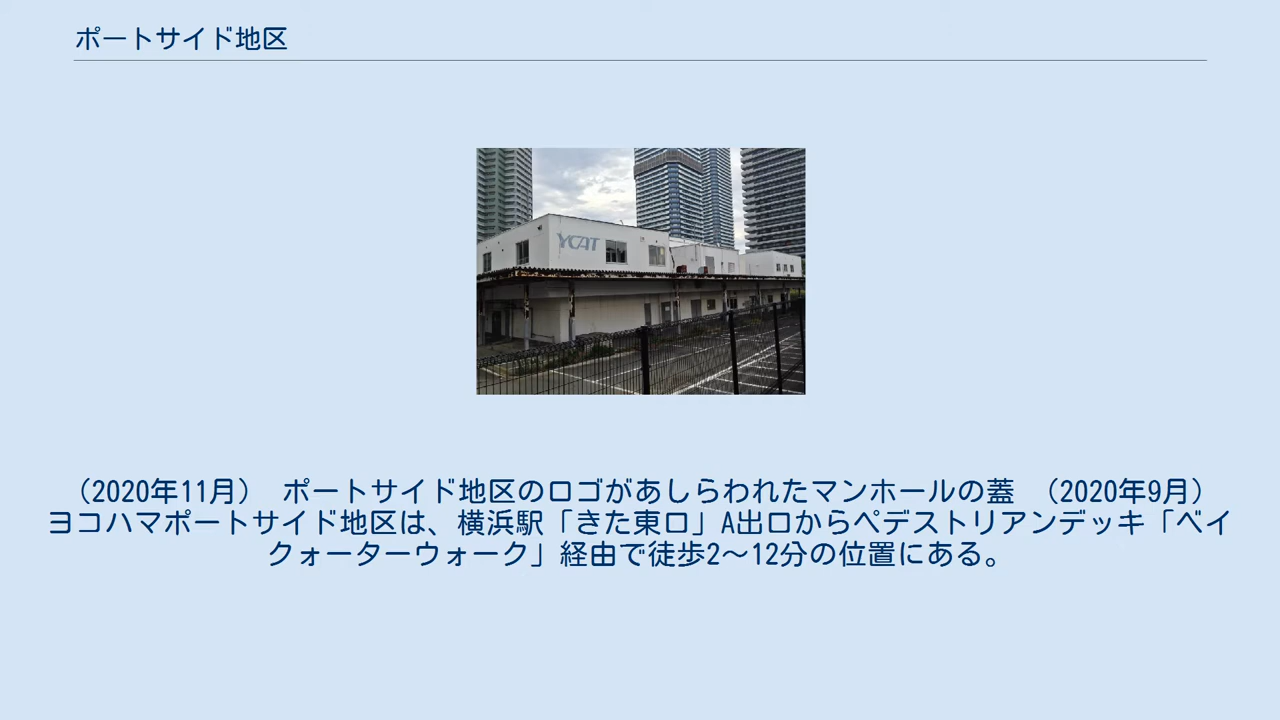 ポートサイド地区
YCAT
（2020年11月） ポートサイド地区のロゴがあしらわれたマンホールの蓋 （2020年9月）
ヨコハマポートサイド地区は、横浜駅「きた東口」A出口からペデストリアンデッキ「ベイ
クォーターウォーク」経由で徒歩2〜12分の位置にある。